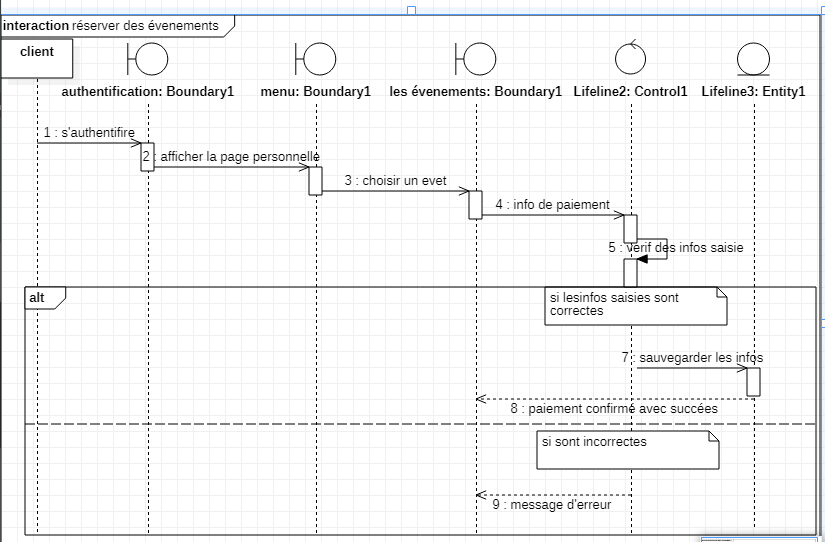 interaction réserver des évenements
client
authentification: Boundary1
menu: Boundary1
les évenements: Boundary1
Lifeline2: Control1
Lifeline3: Entity1
1 : s'authentifire
2 : afficher la page personnelle
3 : choisir un evet
4 : info de paiement
5 : verif des infos saisie
alt
si lesinfos saisies sont
correctes
7 : sauvegarder les infos
8 : paiement confirmé avec succées
si sont incorrectes
9 : message d'erreur